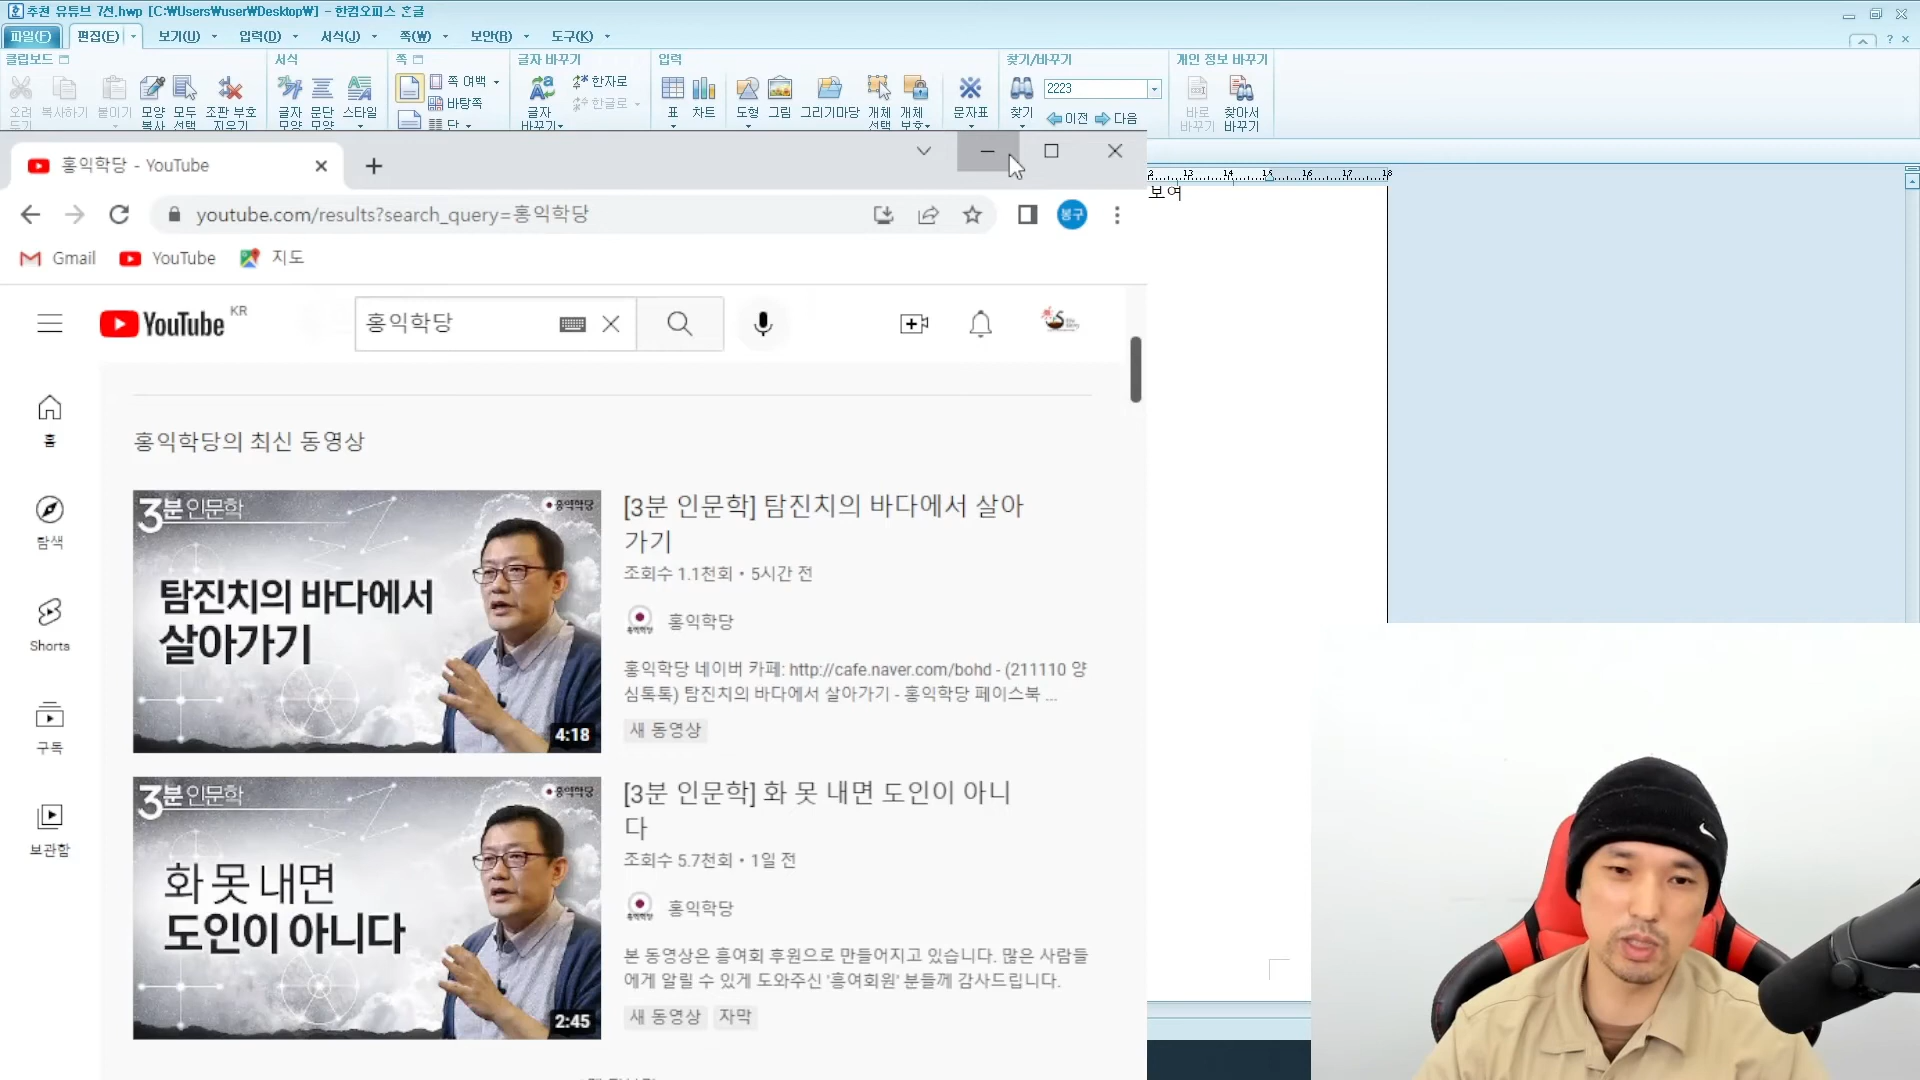 추천 유튜브 7선.hwp [C:₩Users₩user₩Desktop₩] - 한컴오피스 한글
파일(F) 편집(E) 보기(U) 입력(D) 서식(J) 쪽(W) 보안(R) 도구(K)
클립보드 서식 쪽 글자 바꾸기 입력 찾기/바꾸기 개인 정보 바꾸기
쪽 여백 한자로 2223
바탕쪽 한글로
오려 복사하기 붙이기 모양 모두 조판 부호 글자 문단 스타일 글자 표 차트 도형 그림 그리기마당 개체 개체 문자표 찾기 이전 다음 바로 찾아서
두기 복사 선택 지우기 모양 모양 단 바꾸기 선택 보호 바꾸기 바꾸기
홍익학당 - YouTube
13 14 15 16 17 18
보여
youtube.com/results?search_query=홍익학당
봉구
Gmail YouTube 지도
YouTube KR
홍익학당
홈
탐색
Shorts
구독
보관함
홍익학당의 최신 동영상
3분 인문학
홍익학당
탐진치의 바다에서
살아가기
4:18
[3분 인문학] 탐진치의 바다에서 살아
가기
조회수 1.1천회 • 5시간 전
홍익학당
홍익학당 네이버 카페: http://cafe.naver.com/bohd - (211110 양
심톡톡) 탐진치의 바다에서 살아가기 - 홍익학당 페이스북 ...
새 동영상
3분 인문학
홍익학당
화 못 내면
도인이 아니다
2:45
[3분 인문학] 화 못 내면 도인이 아니
다
조회수 5.7천회 • 1일 전
홍익학당
본 동영상은 흥여회 후원으로 만들어지고 있습니다. 많은 사람들
에게 알릴 수 있게 도와주신 '흥여회원' 분들께 감사드립니다.
새 동영상 자막